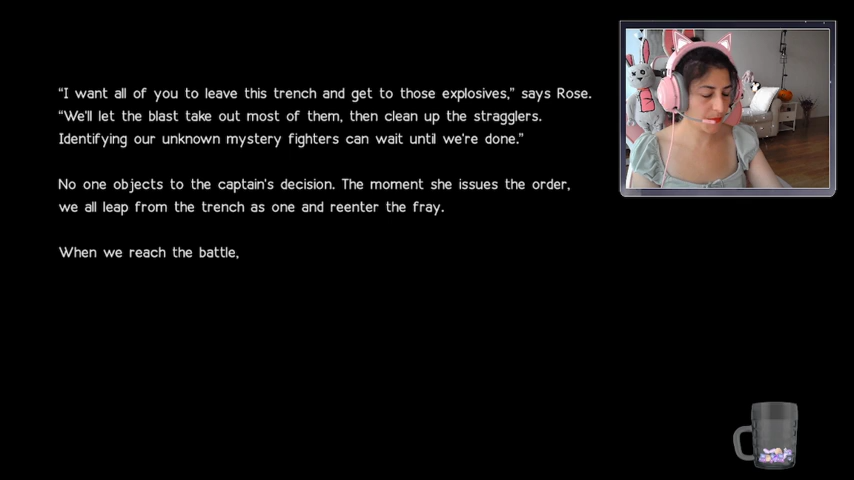 “I want all of you to leave this trench and get to those explosives,” says Rose.
“We'll let the blast take out most of them, then clean up the stragglers.
Identifying our unknown mystery fighters can wait until we're done.”
No one objects to the captain's decision. The moment she issues the order,
we all leap from the trench as one and reenter the fray.
When we reach the battle,